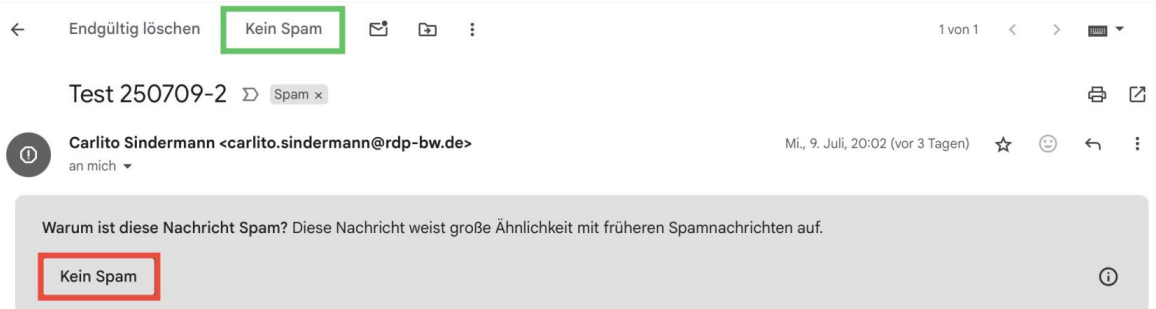 Endgültig löschen Kein Spam 1 von 1
Test 250709-2 Spam ×
Carlito Sindermann <carlito.sindermann@rdp-bw.de> Mi., 9. Juli, 20:02 (vor 3 Tagen)
an mich
Warum ist diese Nachricht Spam? Diese Nachricht weist große Ähnlichkeit mit früheren Spamnachrichten auf.
Kein Spam